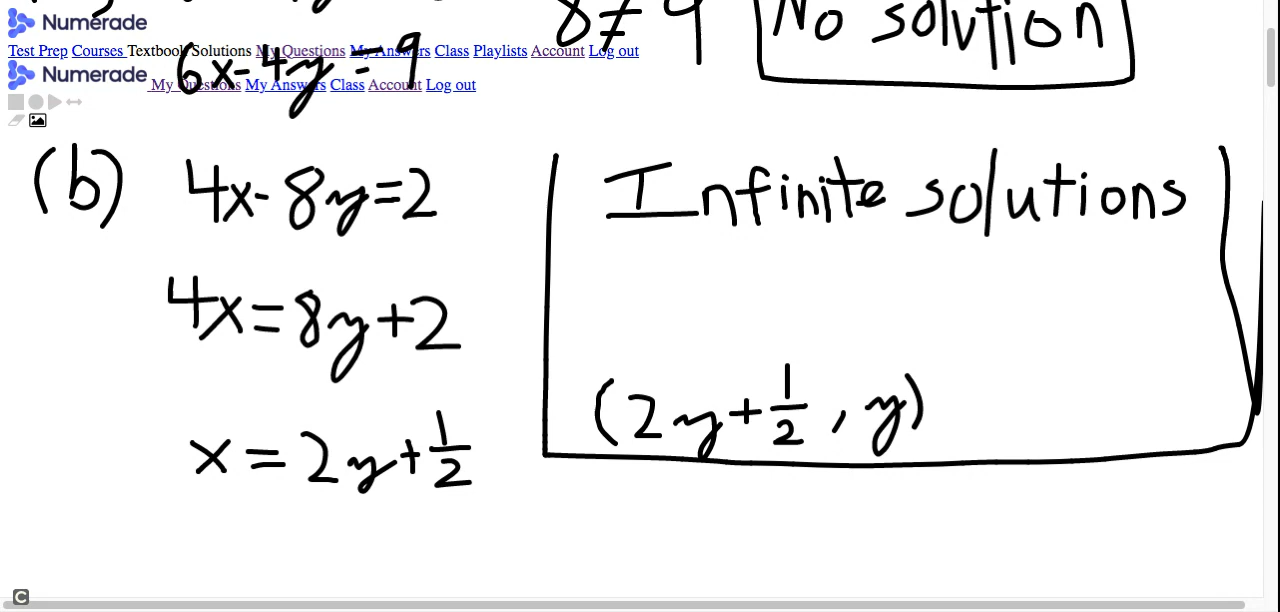 8 ≠ 9
No solution
Numerade
Test Prep Courses Textbook Solutions My Questions My Answers Class Playlists Account Log out
6x-4y=9
Numerade My Questions My Answers Class Account Log out
(b) 4x-8y=2
Infinite solutions
4x=8y+2
(2y+1/2, y)
x=2y+1/2
C